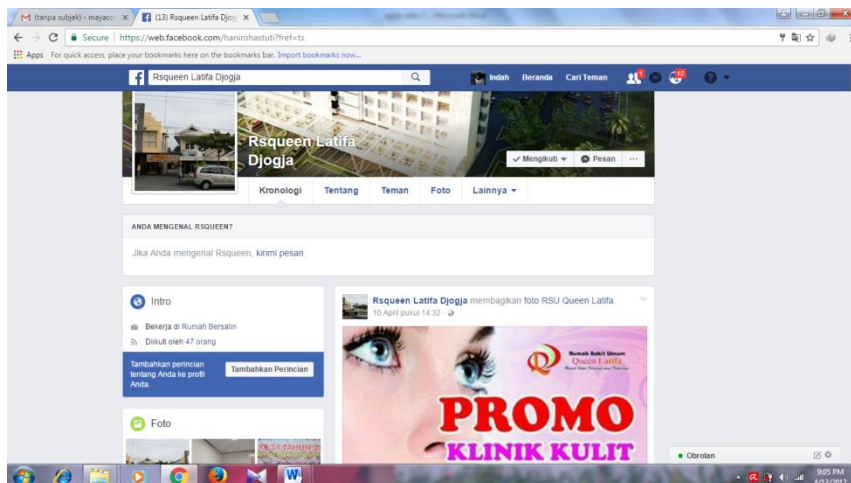 (tanpa subjek) - mayaco
(13) Rsqueen Latifa Djog
Secure https://web.facebook.com/hanirohastuti?fref=ts
Apps For quick access, place your bookmarks here on the bookmarks bar. Import bookmarks now...
Rsqueen Latifa Djogja
Indah Beranda Cari Teman 1 12
Rsqueen Latifa
Djogja
Mengikuti Pesan
Kronologi Tentang Teman Foto Lainnya
ANDA MENGENAL RSQUEEN?
Jika Anda mengenal Rsqueen, kirimi pesan.
Intro
Bekerja di Rumah Bersalin
Diikuti oleh 47 orang
Tambahkan perincian
tentang Anda ke profil
Anda.
Tambahkan Perincian
Foto
Rsqueen Latifa Djogja membagikan foto RSU Queen Latifa.
10 April pukul 14:32
Rumah Sakit Umum
Queen Latifa
PROMO
KLINIK KULIT
Obrolan
9:05 PM
4/13/2017